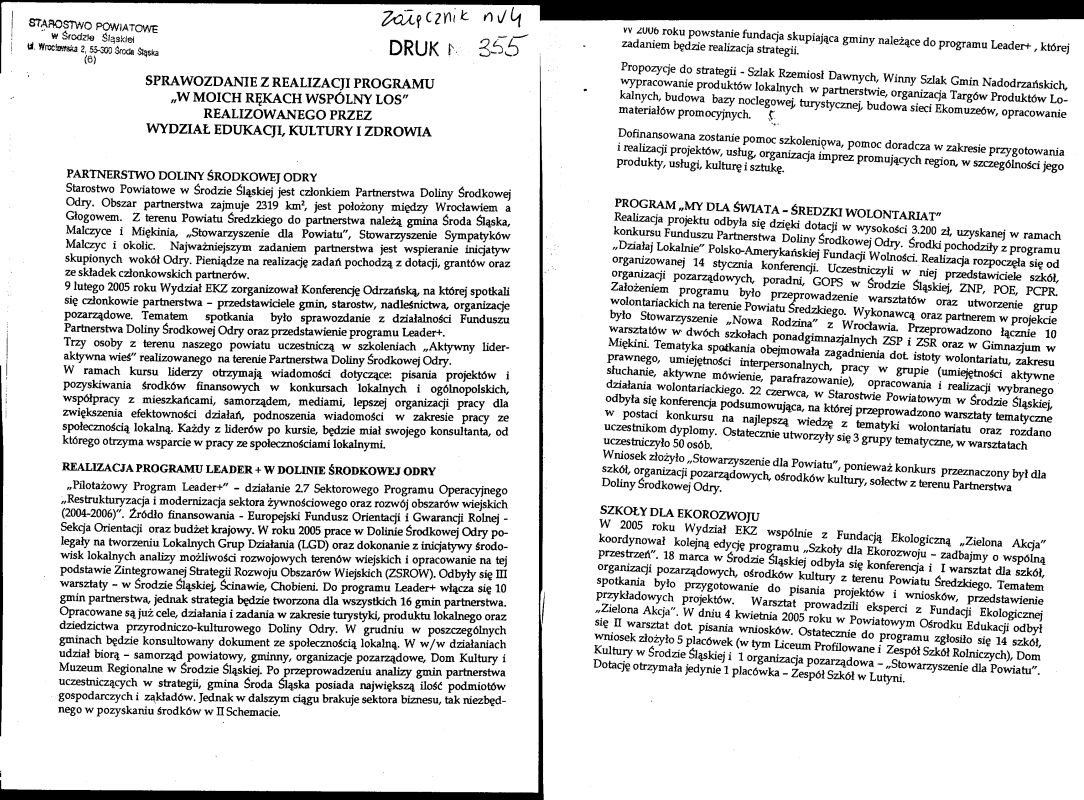 STAROSTWO POWIATOWE
w Środzie Śląskiej
ul. Wrocławska 2, 55-300 Środa Śląska
(6)
Załącznik nr 4
DRUK N 355
SPRAWOZDANIE Z REALIZACJI PROGRAMU
„W MOICH RĘKACH WSPÓLNY LOS"
REALIZOWANEGO PRZEZ
WYDZIAŁ EDUKACJI, KULTURY I ZDROWIA
PARTNERSTWO DOLINY ŚRODKOWEJ ODRY
Starostwo Powiatowe w Środzie Śląskiej jest członkiem Partnerstwa Doliny Środkowej
Odry. Obszar partnerstwa zajmuje 2319 km², jest położony między Wrocławiem a
Głogowem. Z terenu Powiatu Średzkiego do partnerstwa należą gmina Środa Śląska,
Malczyce i Miękinia, „Stowarzyszenie dla Powiatu", Stowarzyszenie Sympatyków
Malczyc i okolic. Najważniejszym zadaniem partnerstwa jest wspieranie inicjatyw
skupionych wokół Odry. Pieniądze na realizację zadań pochodzą z dotacji, grantów oraz
ze składek członkowskich partnerów.
9 lutego 2005 roku Wydział EKZ zorganizował Konferencję Odrzańską, na której spotkali
się członkowie partnerstwa – przedstawiciele gmin, starostw, nadleśnictwa, organizacje
pozarządowe. Tematem spotkania było sprawozdanie z działalności Funduszu
Partnerstwa Doliny Środkowej Odry oraz przedstawienie programu Leader+.
Trzy osoby z terenu naszego powiatu uczestniczą w szkoleniach „Aktywny lider-
aktywna wieś" realizowanego na terenie Partnerstwa Doliny Środkowej Odry.
W ramach kursu liderzy otrzymają wiadomości dotyczące: pisania projektów i
pozyskiwania środków finansowych w konkursach lokalnych i ogólnopolskich,
współpracy z mieszkańcami, samorządem, mediami, lepszej organizacji pracy dla
zwiększenia efektowności działań, podnoszenia wiadomości w zakresie pracy ze
społecznością lokalną. Każdy z liderów po kursie, będzie miał swojego konsultanta, od
którego otrzyma wsparcie w pracy ze społecznościami lokalnymi.
REALIZACJA PROGRAMU LEADER + W DOLINIE ŚRODKOWEJ ODRY
„Pilotażowy Program Leader+" – działanie 2.7 Sektorowego Programu Operacyjnego
„Restrukturyzacja i modernizacja sektora żywnościowego oraz rozwój obszarów wiejskich
(2004-2006)". Źródło finansowania - Europejski Fundusz Orientacji i Gwarancji Rolnej -
Sekcja Orientacji oraz budżet krajowy. W roku 2005 prace w Dolinie Środkowej Odry po-
legały na tworzeniu Lokalnych Grup Działania (LGD) oraz dokonanie z inicjatywy środo-
wisk lokalnych analizy możliwości rozwojowych terenów wiejskich i opracowanie na tej
podstawie Zintegrowanej Strategii Rozwoju Obszarów Wiejskich (ZSROW). Odbyły się III
warsztaty – w Środzie Śląskiej, Ścinawie, Chobieni. Do programu Leader+ włącza się 10
gmin partnerstwa, jednak strategia będzie tworzona dla wszystkich 16 gmin partnerstwa.
Opracowane są już cele, działania i zadania w zakresie turystyki, produktu lokalnego oraz
dziedzictwa przyrodniczo-kulturowego Doliny Odry. W grudniu w poszczególnych
gminach będzie konsultowany dokument ze społecznością lokalną. W w/w działaniach
udział biorą – samorząd powiatowy, gminny, organizacje pozarządowe, Dom Kultury i
Muzeum Regionalne w Środzie Śląskiej. Po przeprowadzeniu analizy gmin partnerstwa
uczestniczących w strategii, gmina Środa Śląska posiada największą ilość podmiotów
gospodarczych i zakładów. Jednak w dalszym ciągu brakuje sektora biznesu, tak niezbęd-
nego w pozyskaniu środków w II Schemacie.
W 2006 roku powstanie fundacja skupiająca gminy należące do programu Leader+ , której
zadaniem będzie realizacja strategii.
Propozycje do strategii - Szlak Rzemiosł Dawnych, Winny Szlak Gmin Nadodrzańskich,
wypracowanie produktów lokalnych w partnerstwie, organizacja Targów Produktów Lo-
kalnych, budowa bazy noclegowej, turystycznej, budowa sieci Ekomuzeów, opracowanie
materiałów promocyjnych.
Dofinansowana zostanie pomoc szkoleniowa, pomoc doradcza w zakresie przygotowania
i realizacji projektów, usług, organizacja imprez promujących region, w szczególności jego
produkty, usługi, kulturę i sztukę.
PROGRAM „MY DLA ŚWIATA – ŚREDZKI WOLONTARIAT"
Realizacja projektu odbyła się dzięki dotacji w wysokości 3.200 zł, uzyskanej w ramach
konkursu Funduszu Partnerstwa Doliny Środkowej Odry. Środki pochodziły z programu
„Działaj Lokalnie" Polsko-Amerykańskiej Fundacji Wolności. Realizacja rozpoczęła się od
organizowanej 14 stycznia konferencji. Uczestniczyli w niej przedstawiciele szkół,
organizacji pozarządowych, poradni, GOPS w Środzie Śląskiej, ZNP, POE, PCPR.
Założeniem programu było przeprowadzenie warsztatów oraz utworzenie grup
wolontariackich na terenie Powiatu Średzkiego. Wykonawcą oraz partnerem w projekcie
było Stowarzyszenie „Nowa Rodzina" z Wrocławia. Przeprowadzono łącznie 10
warsztatów w dwóch szkołach ponadgimnazjalnych ZSP i ZSR oraz w Gimnazjum w
Miękini. Tematyka spotkania obejmowała zagadnienia dot. istoty wolontariatu, zakresu
prawnego, umiejętności interpersonalnych, pracy w grupie (umiejętności aktywne
słuchanie, aktywne mówienie, parafrazowanie), opracowania i realizacji wybranego
działania wolontariackiego. 22 czerwca, w Starostwie Powiatowym w Środzie Śląskiej,
odbyła się konferencja podsumowująca, na której przeprowadzono warsztaty tematyczne
w postaci konkursu na najlepszą wiedzę z tematyki wolontariatu oraz rozdano
uczestnikom dyplomy. Ostatecznie utworzyły się 3 grupy tematyczne, w warsztatach
uczestniczyło 50 osób.
Wniosek złożyło „Stowarzyszenie dla Powiatu", ponieważ konkurs przeznaczony był dla
szkół, organizacji pozarządowych, ośrodków kultury, sołectw z terenu Partnerstwa
Doliny Środkowej Odry.
SZKOŁY DLA EKOROZWOJU
W 2005 roku Wydział EKZ wspólnie z Fundacją Ekologiczną „Zielona Akcja"
koordynował kolejną edycję programu „Szkoły dla Ekorozwoju - zadbajmy o wspólną
przestrzeń". 18 marca w Środzie Śląskiej odbyła się konferencja i I warsztat dla szkół,
organizacji pozarządowych, ośrodków kultury z terenu Powiatu Średzkiego. Tematem
spotkania było przygotowanie do pisania projektów i wniosków, przedstawienie
przykładowych projektów. Warsztat prowadzili eksperci z Fundacji Ekologicznej
„Zielona Akcja". W dniu 4 kwietnia 2005 roku w Powiatowym Ośrodku Edukacji odbył
się II warsztat dot. pisania wniosków. Ostatecznie do programu zgłosiło się 14 szkół,
wniosek złożyło 5 placówek (w tym Liceum Profilowane i Zespół Szkół Rolniczych), Dom
Kultury w Środzie Śląskiej i 1 organizacja pozarządowa – „Stowarzyszenie dla Powiatu".
Dotację otrzymała jedynie 1 placówka – Zespół Szkół w Lutyni.